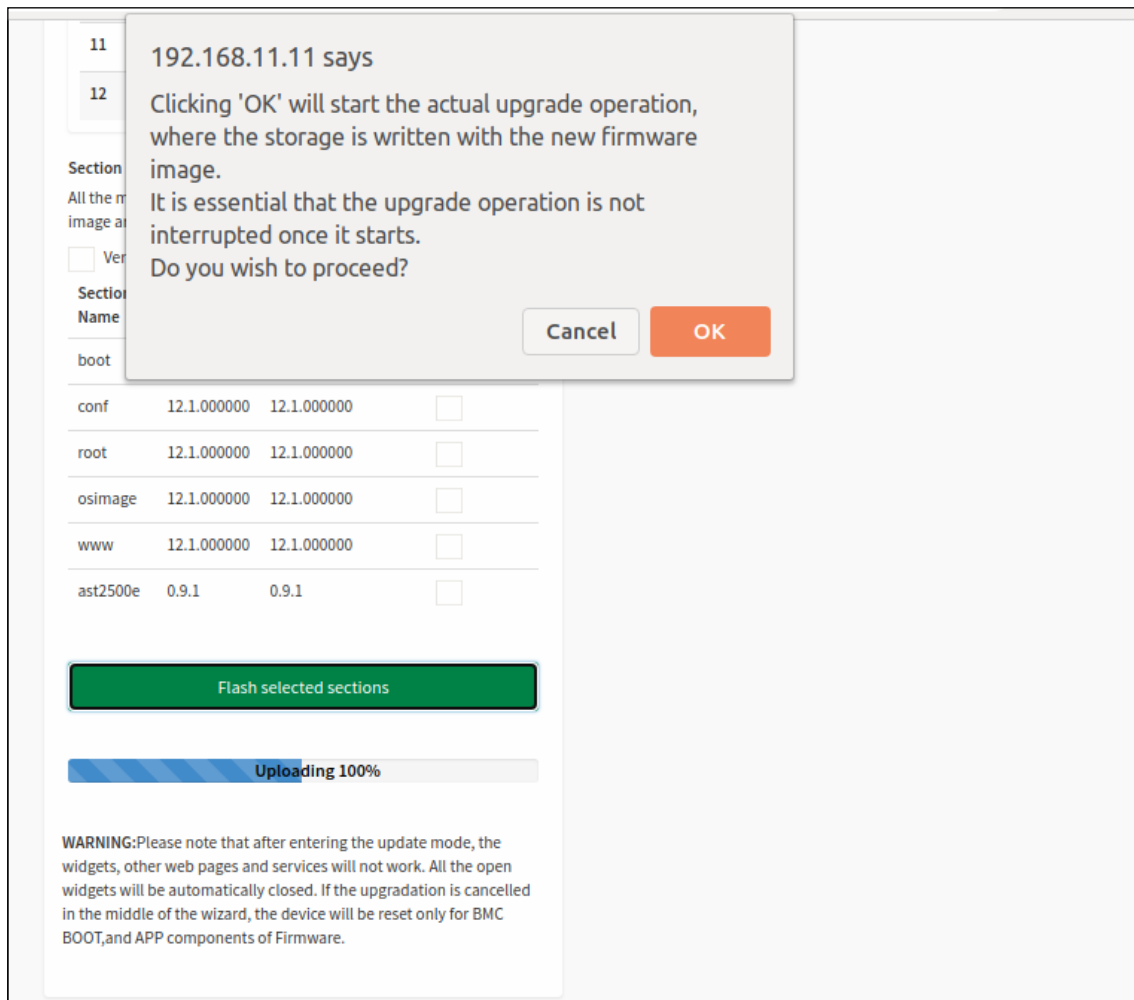 11
192.168.11.11 says
12
Clicking 'OK' will start the actual upgrade operation,
where the storage is written with the new firmware
image.
It is essential that the upgrade operation is not
interrupted once it starts.
Do you wish to proceed?
Cancel OK
Section
All the
image
Section
Name
boot
conf 12.1.000000 12.1.000000
root 12.1.000000 12.1.000000
osimage 12.1.000000 12.1.000000
www 12.1.000000 12.1.000000
ast2500e 0.9.1 0.9.1
Flash selected sections
Uploading 100%
WARNING:Please note that after entering the update mode, the
widgets, other web pages and services will not work. All the open
widgets will be automatically closed. If the upgradation is cancelled
in the middle of the wizard, the device will be reset only for BMC
BOOT,and APP components of Firmware.